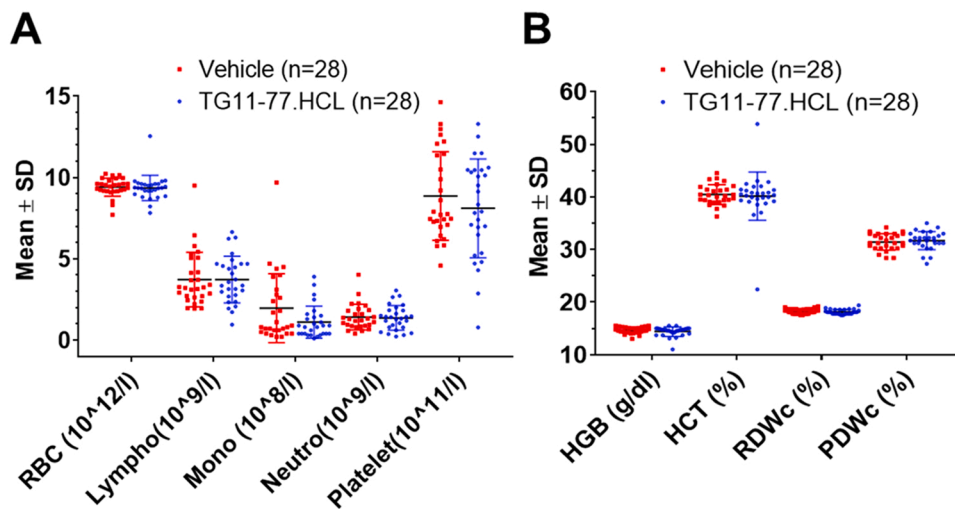 A
Vehicle (n=28)
TG11-77.HCL (n=28)
Mean ± SD
15
10
5
0
RBC (10^12/l)
Lympho(10^9/l)
Mono (10^8/l)
Neutro(10^9/l)
Platelet(10^11/l)
B
Vehicle (n=28)
TG11-77.HCL (n=28)
Mean ± SD
60
50
40
30
20
10
HGB (g/dl)
HCT (%)
RDWc (%)
PDWc (%)